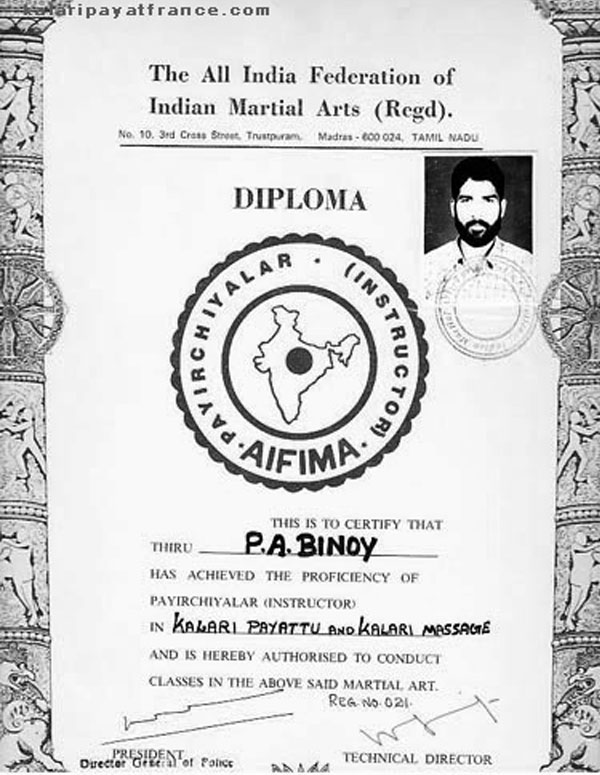 kalaripayatfrance.com
The All India Federation of
Indian Martial Arts (Regd).
No. 10, 3rd Cross Street, Trustpuram, Madras - 600 024, TAMIL NADU
DIPLOMA
PAYIRCHIYALAR · (INSTRUCTOR) · AIFIMA ·
THIS IS TO CERTIFY THAT
THIRU P.A. BINOY
HAS ACHIEVED THE PROFICIENCY OF
PAYIRCHIYALAR (INSTRUCTOR)
IN KALARI PAYATTU AND KALARI MASSAGE
AND IS HEREBY AUTHORISED TO CONDUCT
CLASSES IN THE ABOVE SAID MARTIAL ART.
REG. NO. 021.
PRESIDENT
Director General of Police
TECHNICAL DIRECTOR